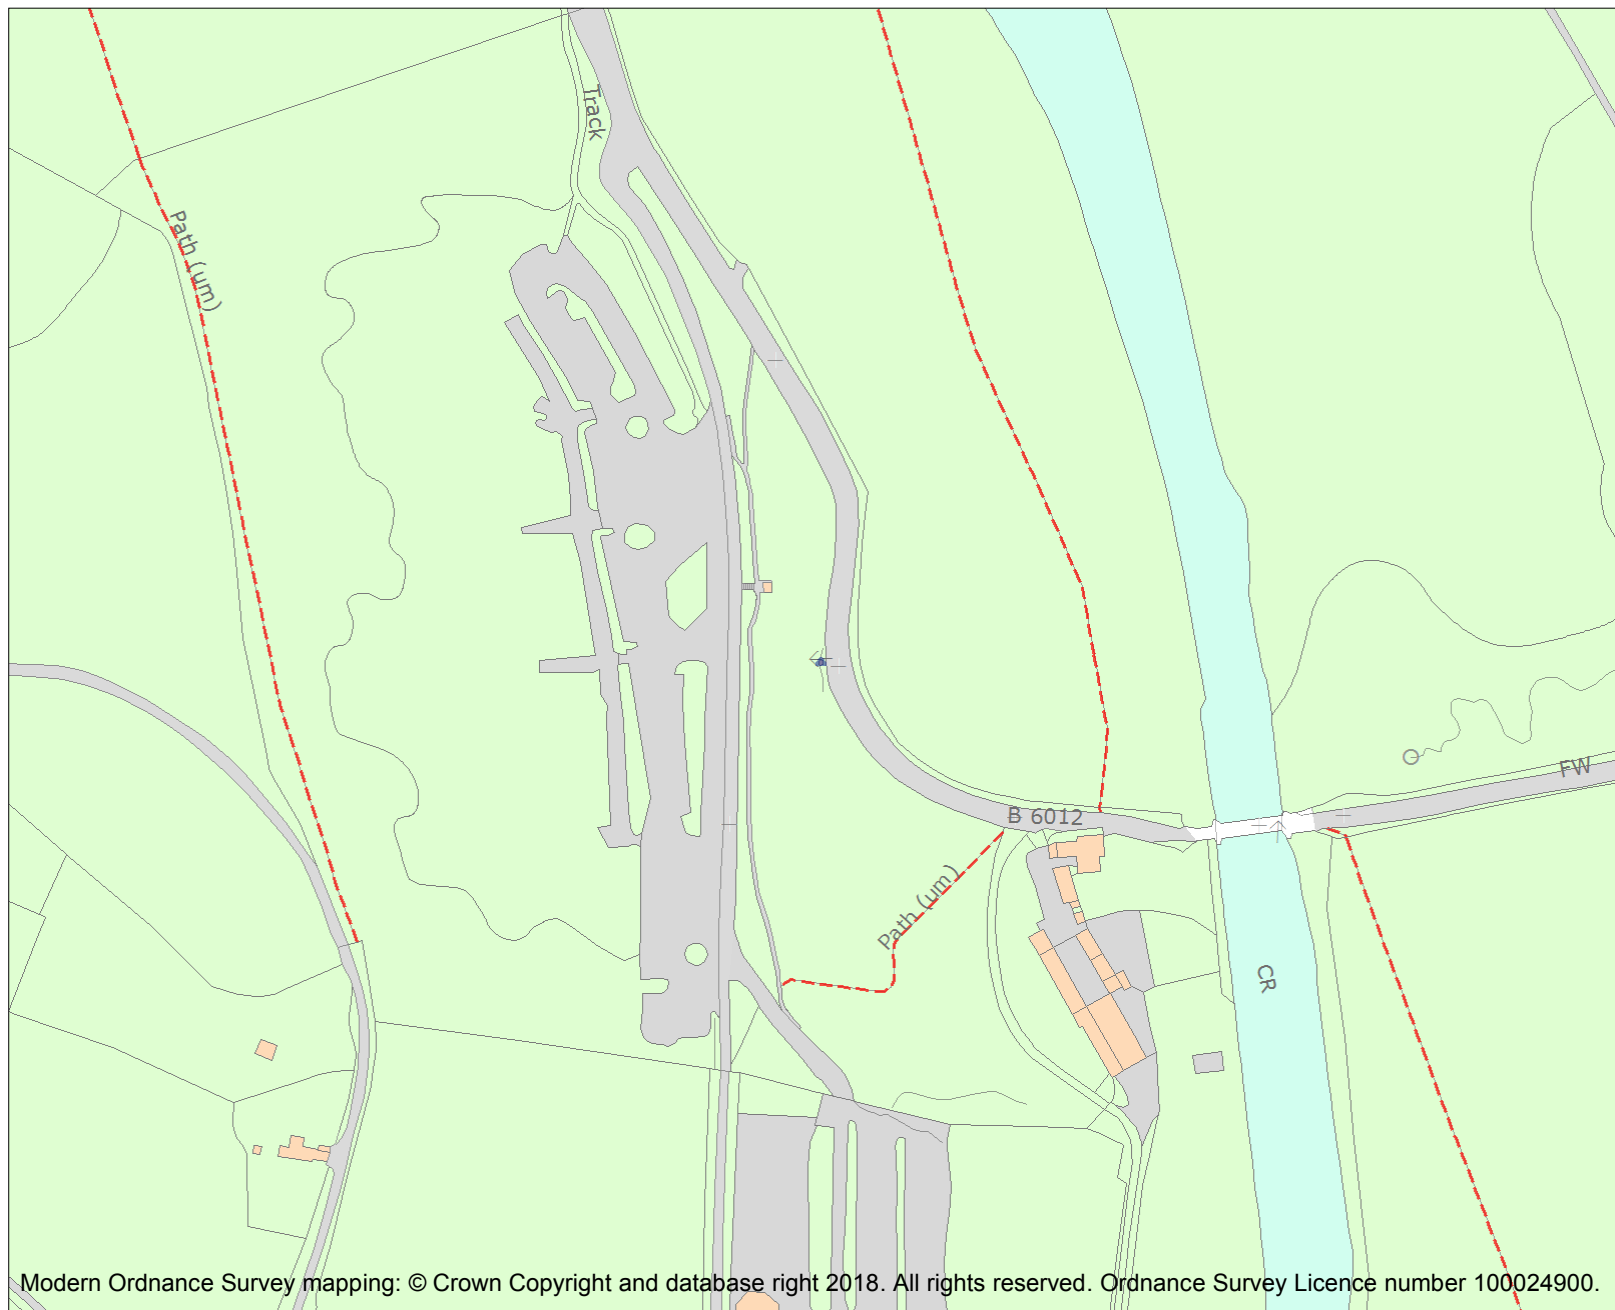 Track
Path (um)
FW
B 6012
Path (um)
CR
Modern Ordnance Survey mapping: © Crown Copyright and database right 2018. All rights reserved. Ordnance Survey Licence number 100024900.